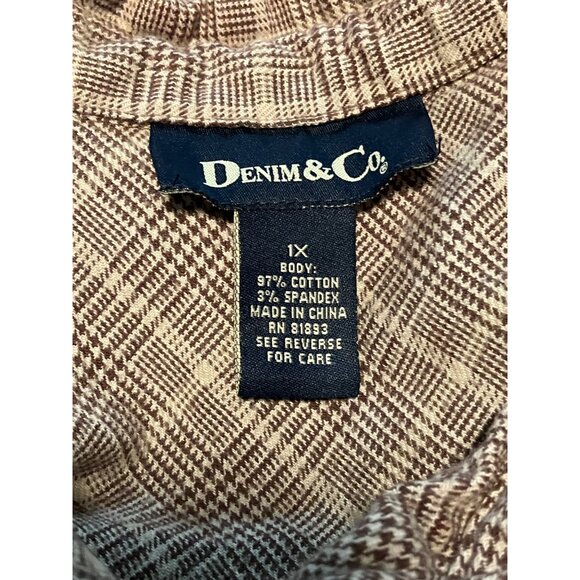 DENIM & CO.®
1X
BODY:
97% COTTON
3% SPANDEX
MADE IN CHINA
RN 81893
SEE REVERSE
FOR CARE